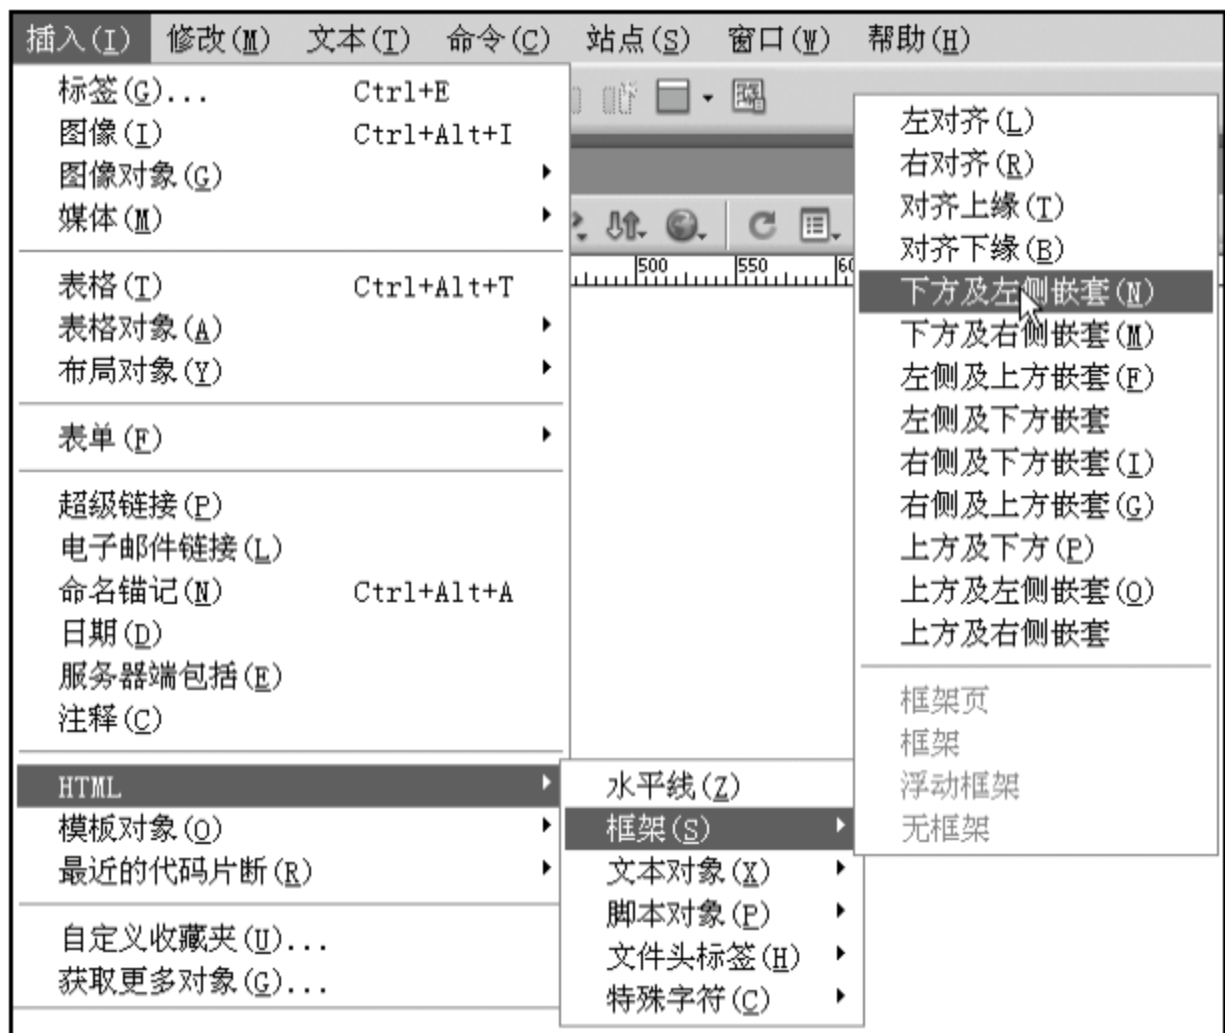 插入(I) 修改(M) 文本(T) 命令(C) 站点(S) 窗口(W) 帮助(H)
标签(G)... Ctrl+E
图像(I) Ctrl+Alt+I
图像对象(G)
媒体(M)
表格(T) Ctrl+Alt+T
表格对象(A)
布局对象(Y)
表单(F)
超级链接(P)
电子邮件链接(L)
命名锚记(N) Ctrl+Alt+A
日期(D)
服务器端包括(E)
注释(C)
HTML
模板对象(O)
最近的代码片断(R)
自定义收藏夹(U)...
获取更多对象(G)...
500 550 60
水平线(Z)
框架(S)
文本对象(X)
脚本对象(P)
文件头标签(H)
特殊字符(C)
左对齐(L)
右对齐(R)
对齐上缘(T)
对齐下缘(B)
下方及左侧嵌套(N)
下方及右侧嵌套(M)
左侧及上方嵌套(F)
左侧及下方嵌套
右侧及下方嵌套(I)
右侧及上方嵌套(G)
上方及下方(P)
上方及左侧嵌套(O)
上方及右侧嵌套
框架页
框架
浮动框架
无框架